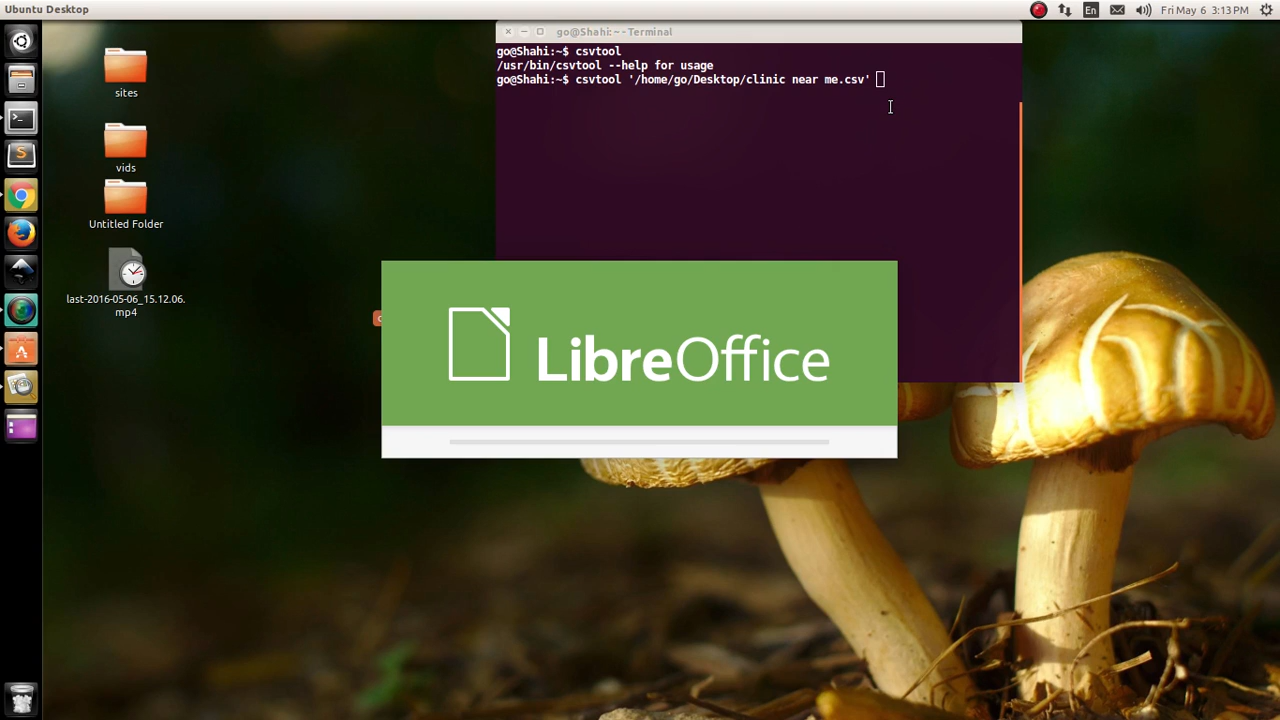 Ubuntu Desktop
En
Fri May 6 3:13 PM
go@Shahi: ~ - Terminal
go@Shahi:~$ csvtool
/usr/bin/csvtool --help for usage
go@Shahi:~$ csvtool '/home/go/Desktop/clinic near me.csv'
sites
vids
Untitled Folder
last-2016-05-06_15.12.06.
mp4
LibreOffice